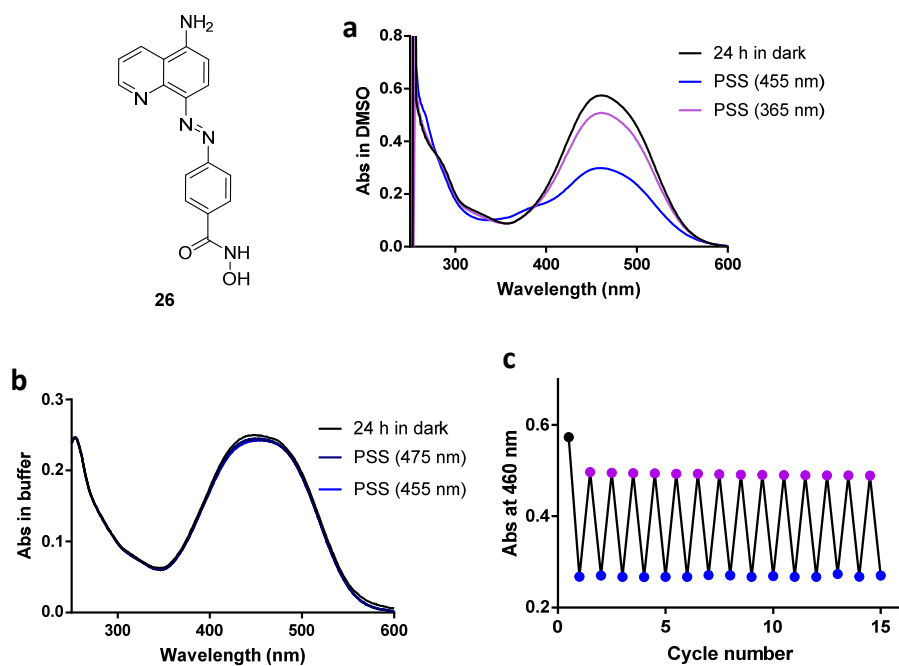 NH2
N
N
N
O
NH
OH
26
a
0.8
0.6
0.4
0.2
0.0
Abs in DMSO
300
400
500
600
Wavelength (nm)
24 h in dark
PSS (455 nm)
PSS (365 nm)
b
0.3
0.2
0.1
0.0
Abs in buffer
300
400
500
600
Wavelength (nm)
24 h in dark
PSS (475 nm)
PSS (455 nm)
c
0.6
0.4
0.2
Abs at 460 nm
0
5
10
15
Cycle number